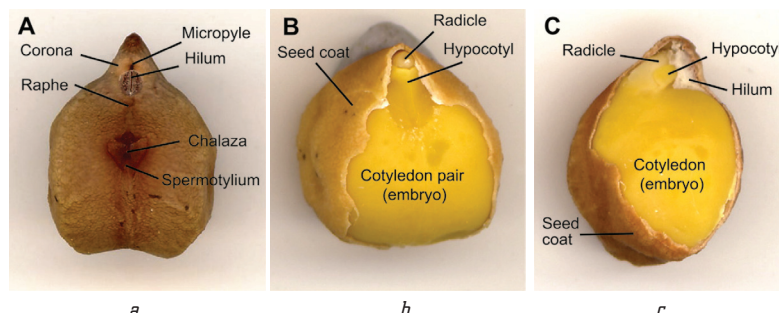 A
Corona
Micropyle
Hilum
Raphe
Chalaza
Spermotylium
B
Radicle
Seed coat
Hypocotyl
Cotyledon pair
(embryo)
C
Radicle
Hypocoty
Hilum
Cotyledon
(embryo)
Seed
coat
a
b
c